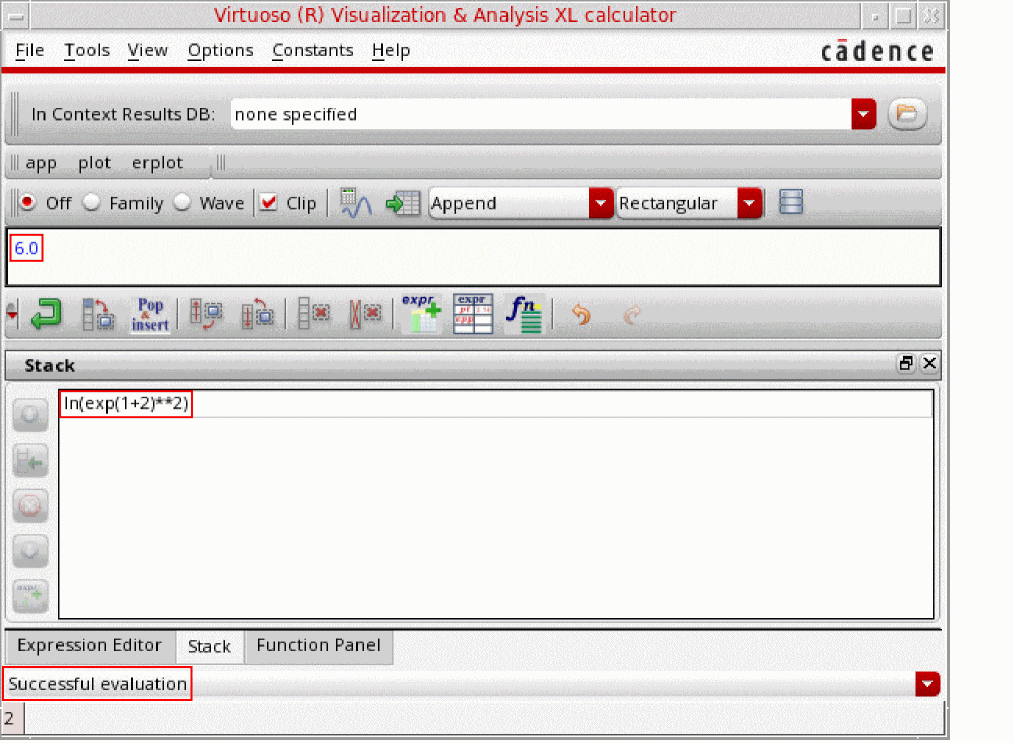 Virtuoso (R) Visualization & Analysis XL calculator
File Tools View Options Constants Help
cādence
In Context Results DB: none specified
app plot erplot
Off Family Wave Clip Append Rectangular
6.0
Pop & insert expr expr fn
Stack
ln(exp(1+2)**2)
Expression Editor Stack Function Panel
Successful evaluation
2